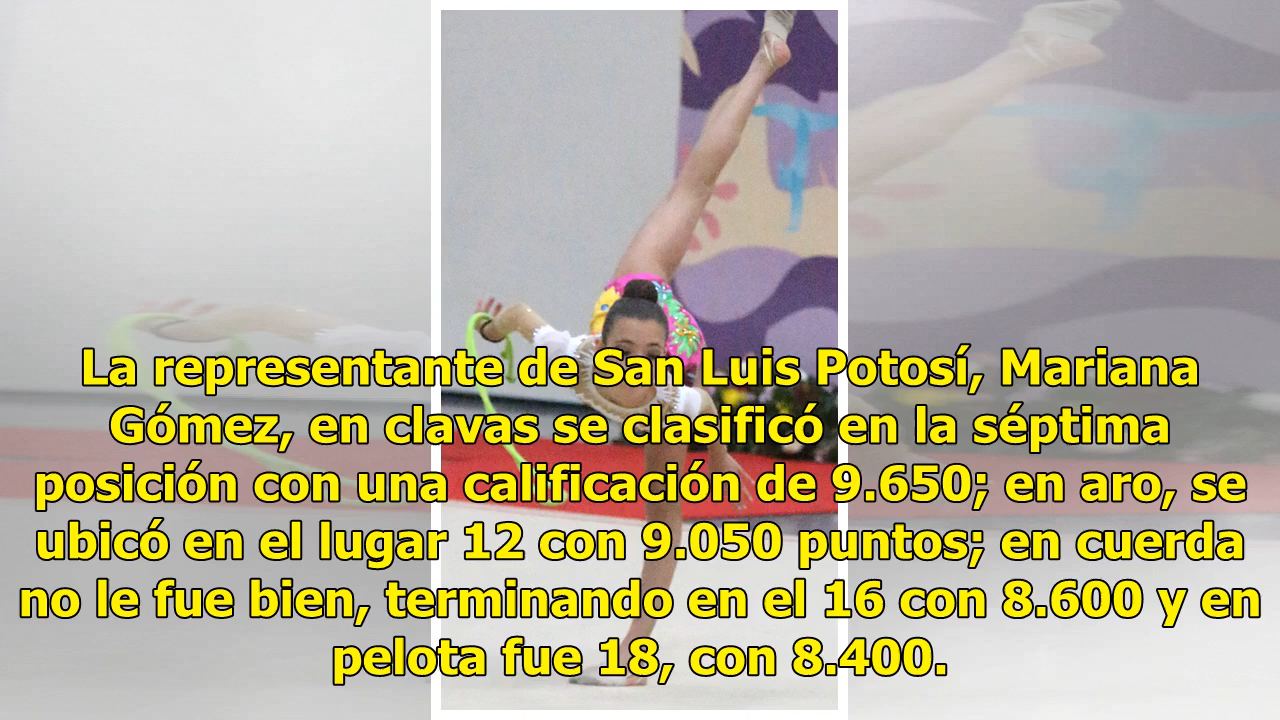 La representante de San Luis Potosí, Mariana
Gómez, en clavas se clasificó en la séptima
posición con una calificación de 9.650; en aro, se
ubicó en el lugar 12 con 9.050 puntos; en cuerda
no le fue bien, terminando en el 16 con 8.600 y en
pelota fue 18, con 8.400.